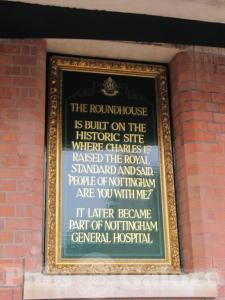 THE ROUNDHOUSE
IS BUILT ON THE
HISTORIC SITE
WHERE CHARLES IST
RAISED THE ROYAL
STANDARD AND SAID,
"PEOPLE OF NOTTINGHAM
ARE YOU WITH ME?"
IT LATER BECAME
PART OF NOTTINGHAM
GENERAL HOSPITAL